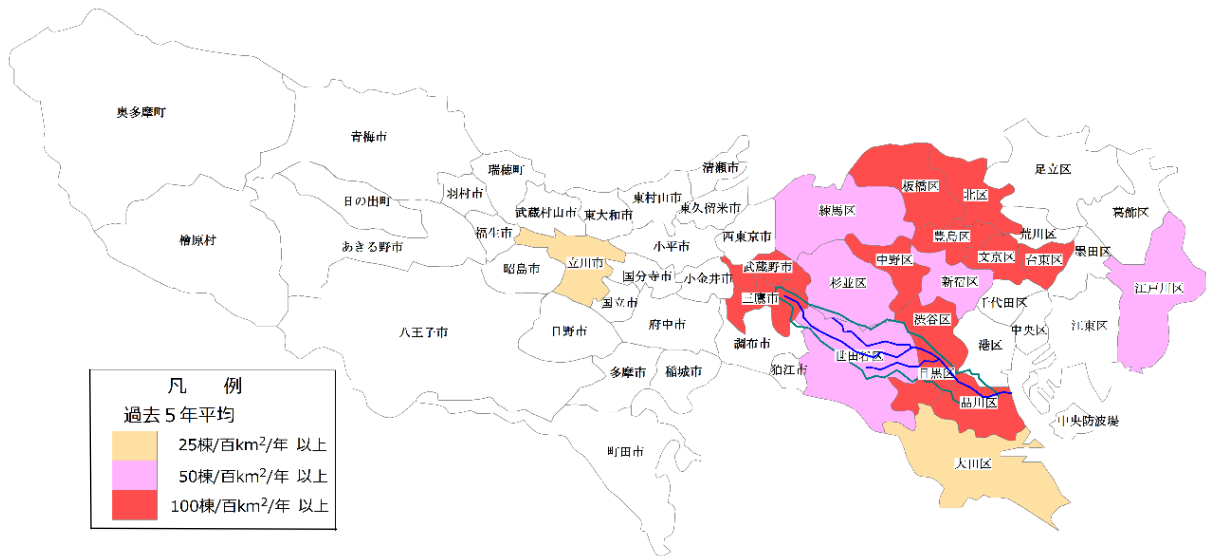 奥多摩町
青梅市
檜原村
日の出町
あきる野市
羽村市
瑞穂町
福生市
武蔵村山市
東大和市
東村山市
清瀬市
東久留米市
昭島市
立川市
小平市
西東京市
国分寺市
小金井市
国立市
武蔵野市
三鷹市
八王子市
日野市
府中市
調布市
多摩市
稲城市
狛江市
町田市
板橋区
北区
足立区
練馬区
葛飾区
豊島区
荒川区
中野区
文京区
台東区
墨田区
杉並区
新宿区
江戸川区
千代田区
渋谷区
中央区
江東区
港区
世田谷区
目黒区
品川区
中央防波堤
大田区
凡 例
過去5年平均
25棟/百km²/年 以上
50棟/百km²/年 以上
100棟/百km²/年 以上